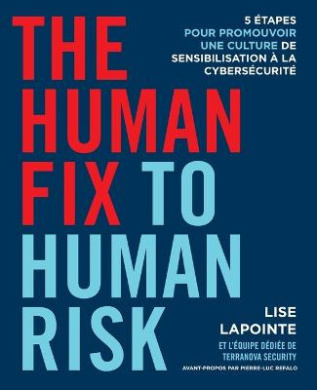 THE
HUMAN
FIX TO
HUMAN
RISK
5 ÉTAPES
POUR PROMOUVOIR
UNE CULTURE DE
SENSIBILISATION À LA
CYBERSÉCURITÉ
LISE
LAPOINTE
ET L'ÉQUIPE DÉDIÉE DE
TERRANOVA SECURITY
AVANT-PROPOS PAR PIERRE-LUC REFALO